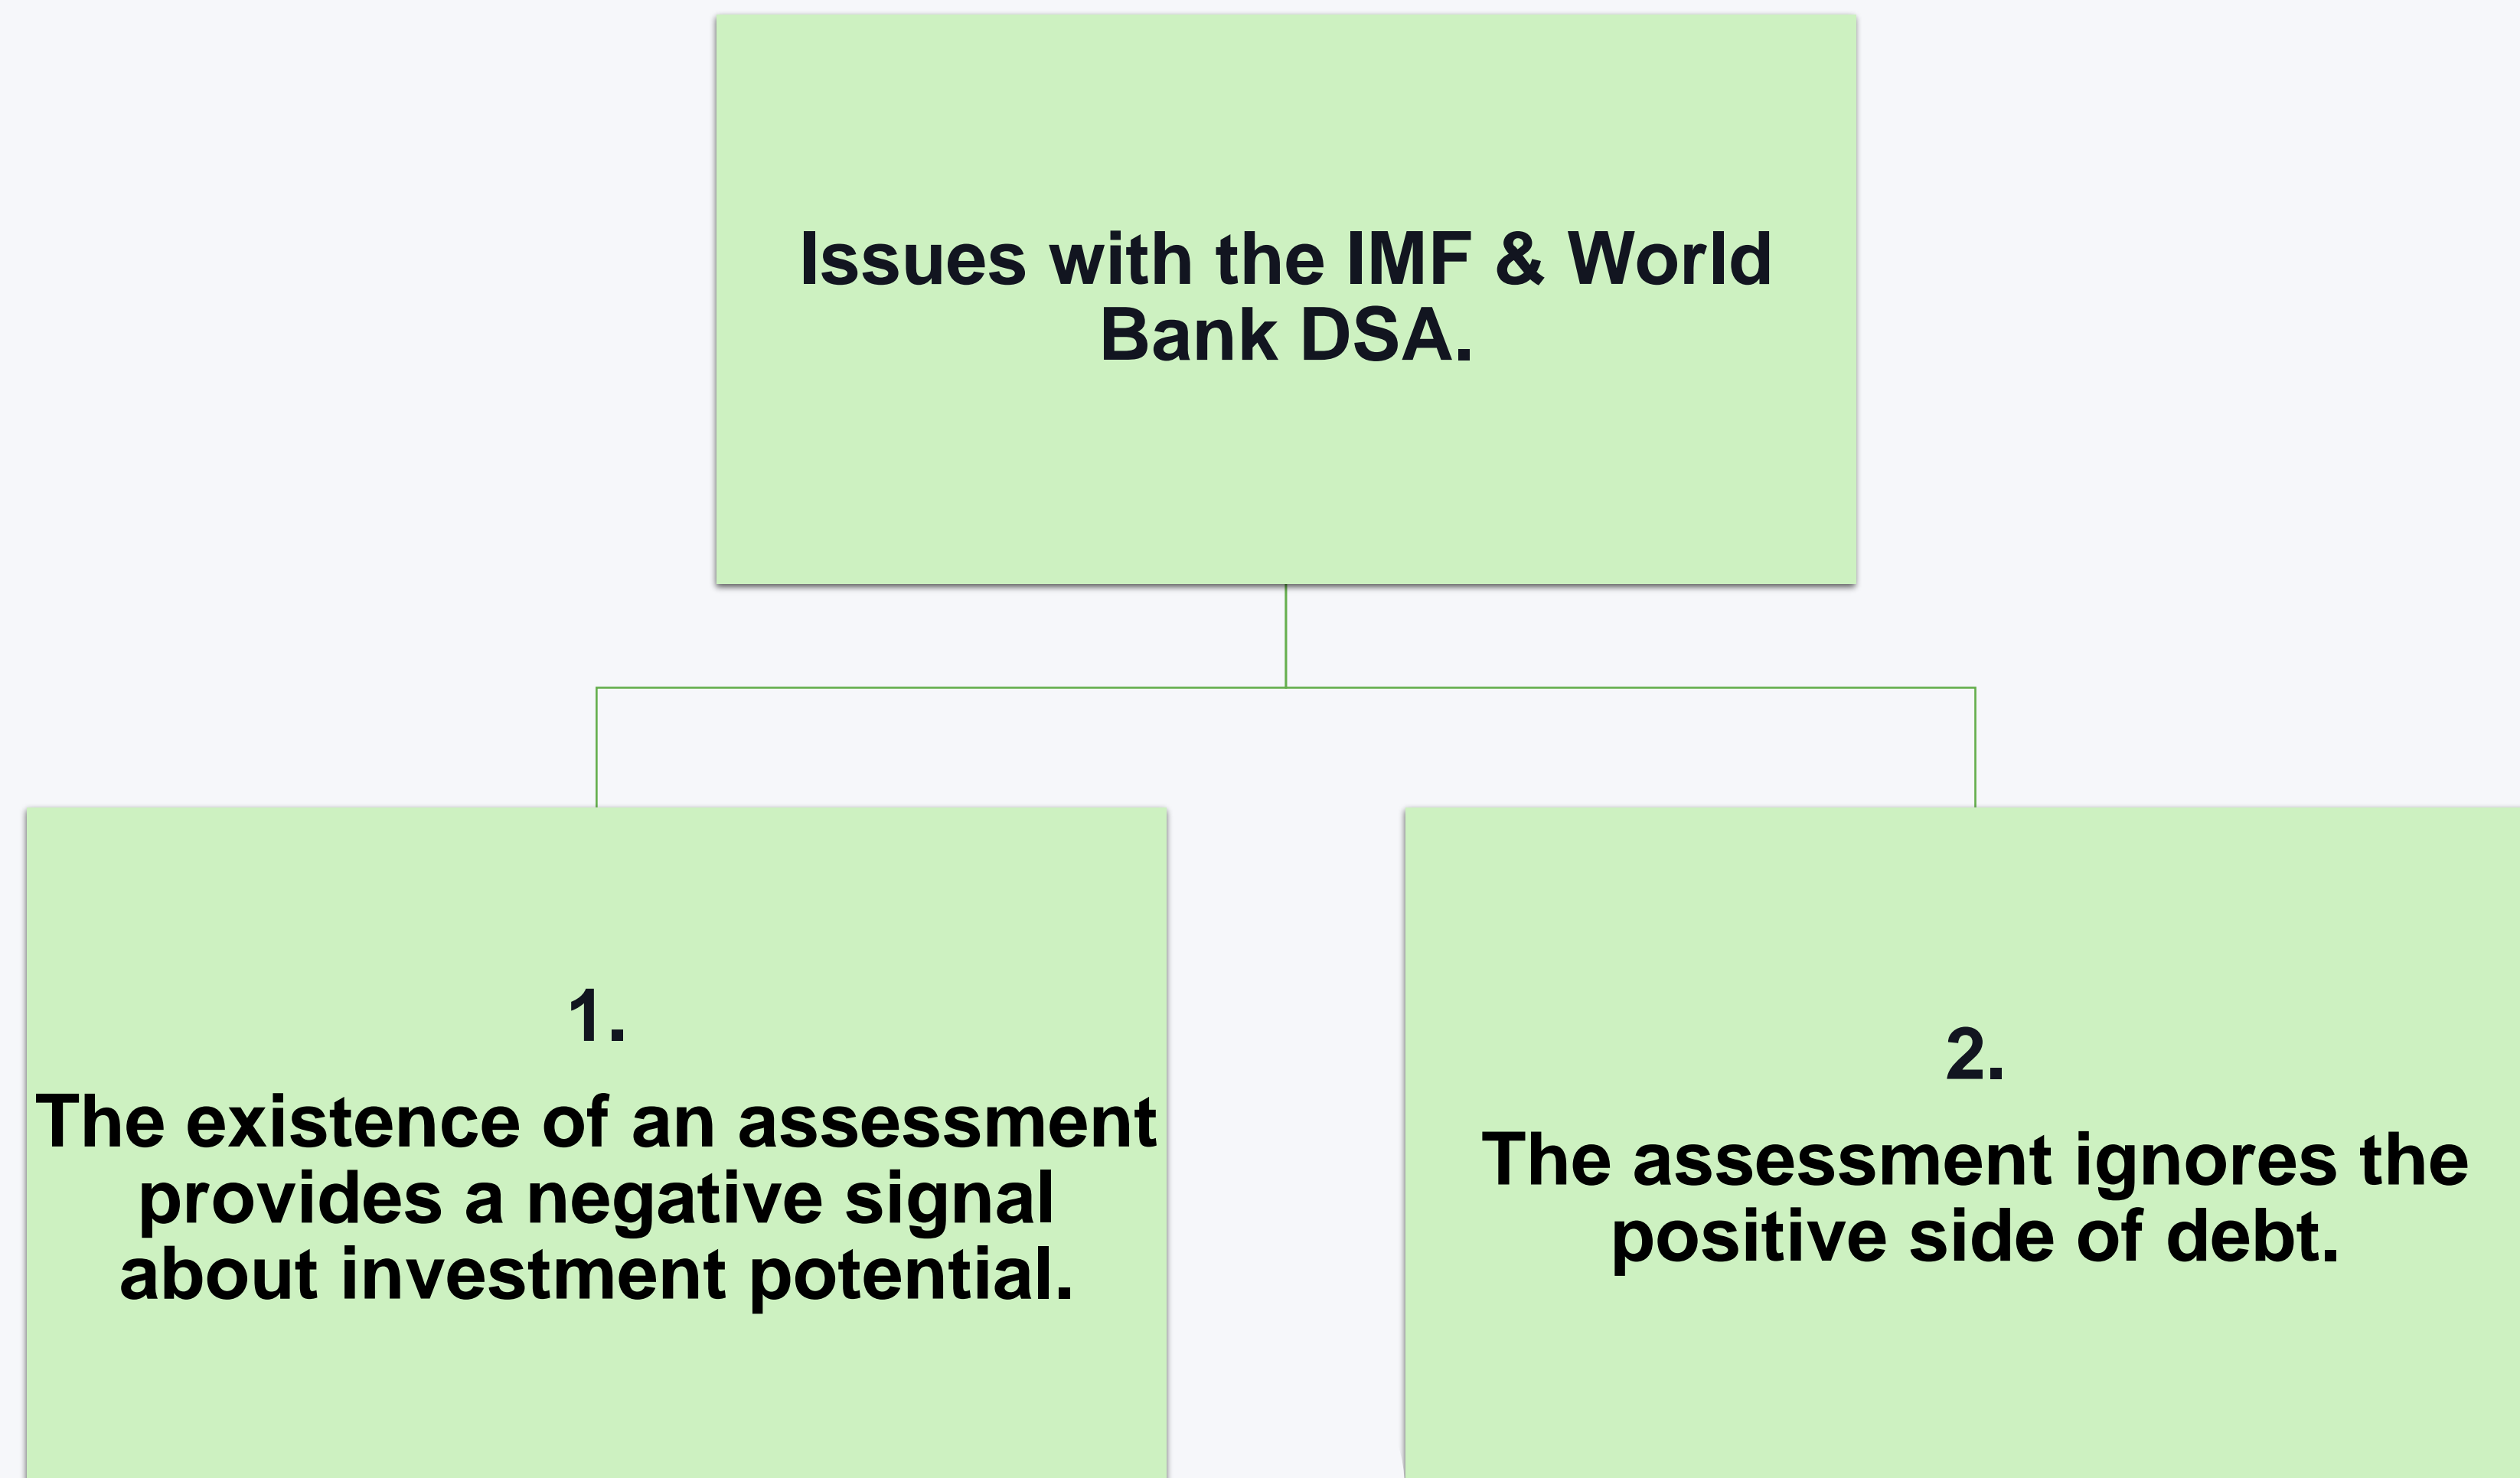 Issues with the IMF & World
Bank DSA.
1.
The existence of an assessment
provides a negative signal
about investment potential.
2.
The assessment ignores the
positive side of debt.